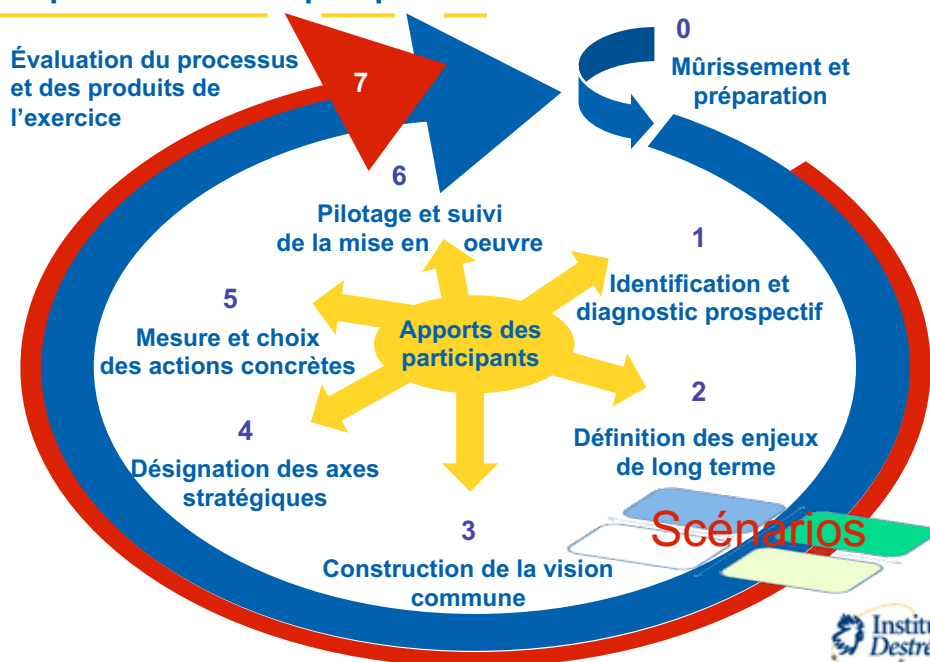 0
Mûrissement et
préparation
Évaluation du processus
et des produits de
l’exercice
7
6
Pilotage et suivi
de la mise en oeuvre
1
Identification et
diagnostic prospectif
5
Mesure et choix
des actions concrètes
Apports des
participants
2
Définition des enjeux
de long terme
4
Désignation des axes
stratégiques
Scénarios
3
Construction de la vision
commune